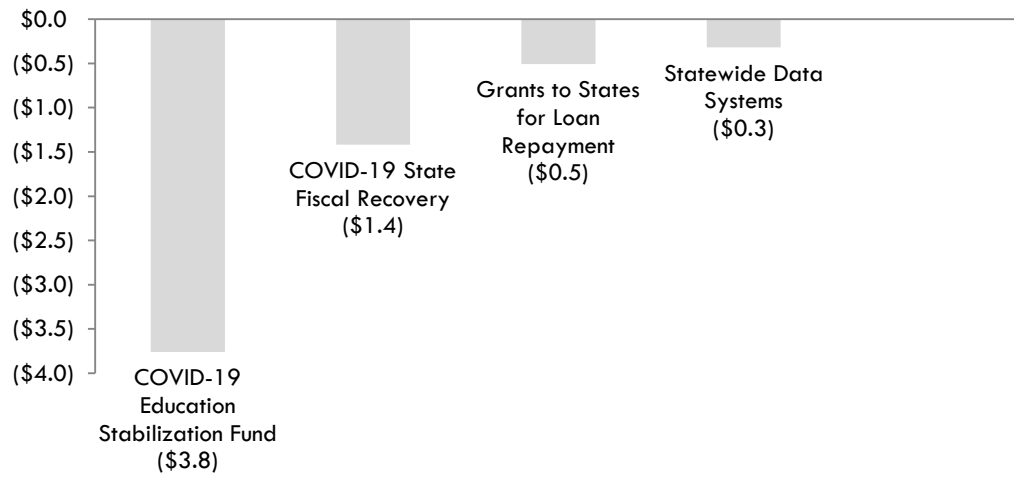 $0.0
($0.5)
($1.0)
($1.5)
($2.0)
($2.5)
($3.0)
($3.5)
($4.0)
COVID-19
Education
Stabilization Fund
($3.8)
COVID-19 State
Fiscal Recovery
($1.4)
Grants to States
for Loan
Repayment
($0.5)
Statewide Data
Systems
($0.3)